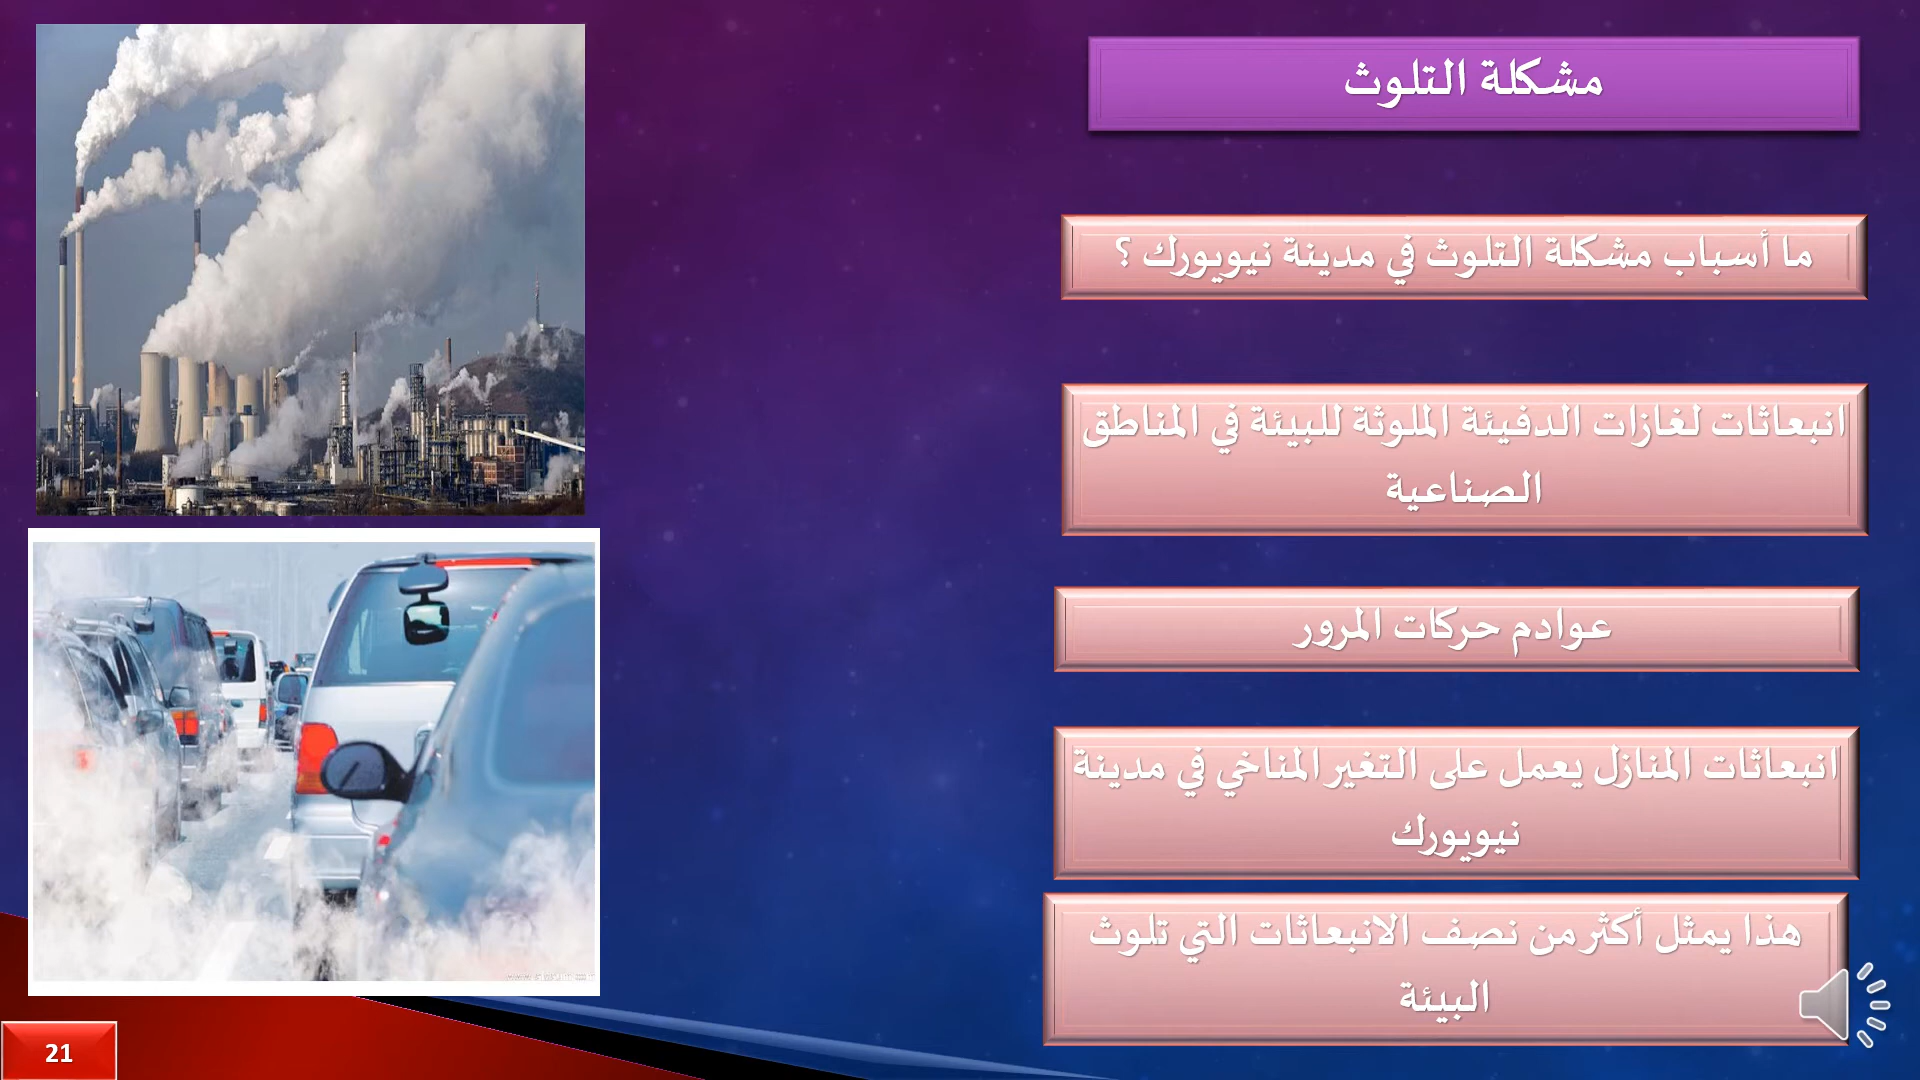 مشكلة التلوث
ما أسباب مشكلة التلوث في مدينة نيويورك ؟
انبعاثات لغازات الدفيئة الملوثة للبيئة في المناطق
الصناعية
عوادم حركات المرور
انبعاثات المنازل يعمل على التغير المناخي في مدينة
نيويورك
هذا يمثل أكثر من نصف الانبعاثات التي تلوث
البيئة
21